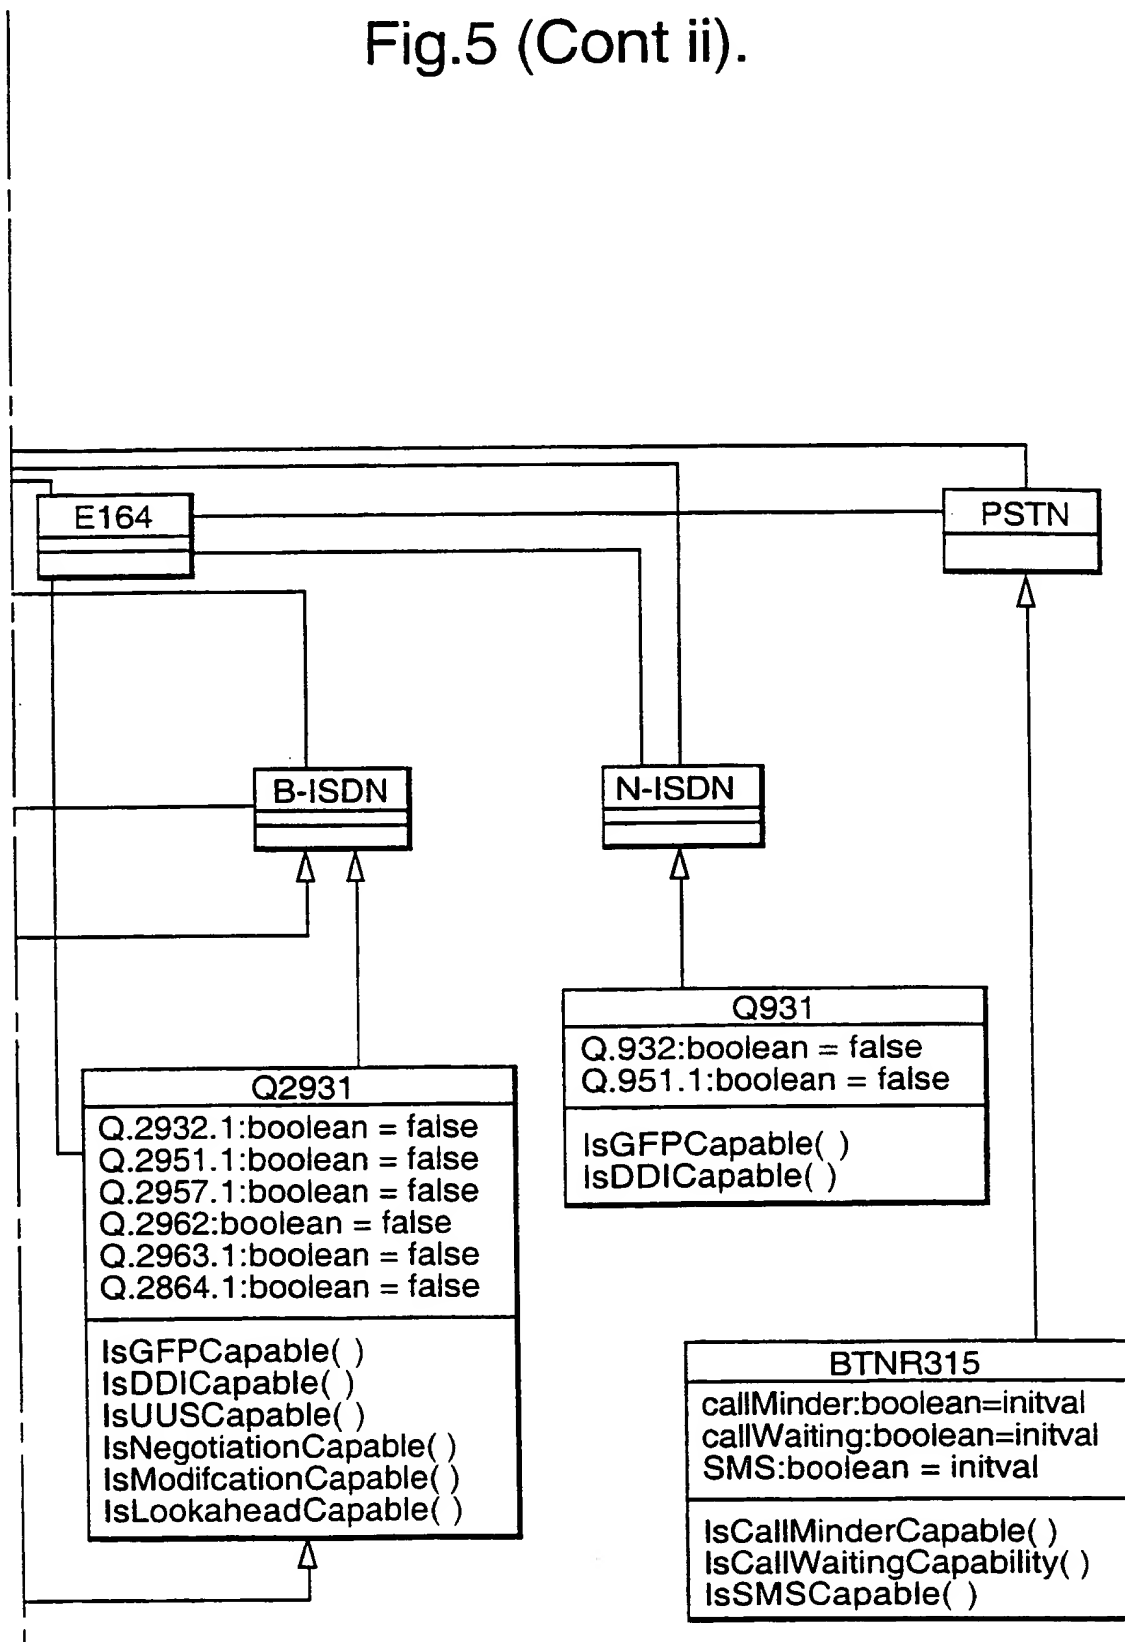 Fig.5 (Cont ii).
E164
PSTN
B-ISDN
N-ISDN
Q931
Q.932:boolean = false
Q.951.1:boolean = false
IsGFPCapable( )
IsDDICapable( )
Q2931
Q.2932.1:boolean = false
Q.2951.1:boolean = false
Q.2957.1:boolean = false
Q.2962:boolean = false
Q.2963.1:boolean = false
Q.2864.1:boolean = false
IsGFPCapable( )
IsDDICapable( )
IsUUSCapable( )
IsNegotiationCapable( )
IsModifcationCapable( )
IsLookaheadCapable( )
BTNR315
callMinder:boolean=initval
callWaiting:boolean=initval
SMS:boolean = initval
IsCallMinderCapable( )
IsCallWaitingCapability( )
IsSMSCapable( )